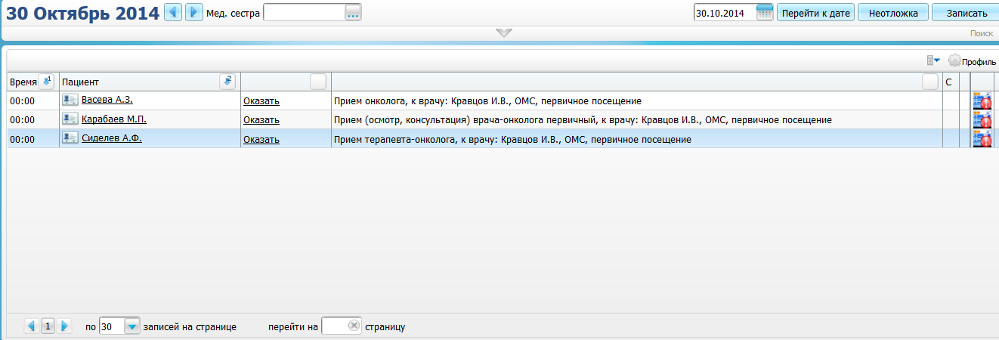 30 Октябрь 2014 Мед. сестра ... 30.10.2014 Перейти к дате Неотложка Записать
Поиск
Профиль
Время 1 Пациент 2 С
00:00 Васева А.З. Оказать Прием онколога, к врачу: Кравцов И.В., ОМС, первичное посещение
00:00 Карабаев М.П. Оказать Прием (осмотр, консультация) врача-онколога первичный, к врачу: Кравцов И.В., ОМС, первичное посещение
00:00 Сиделев А.Ф. Оказать Прием терапевта-онколога, к врачу: Кравцов И.В., ОМС, первичное посещение
1 по 30 записей на странице перейти на страницу